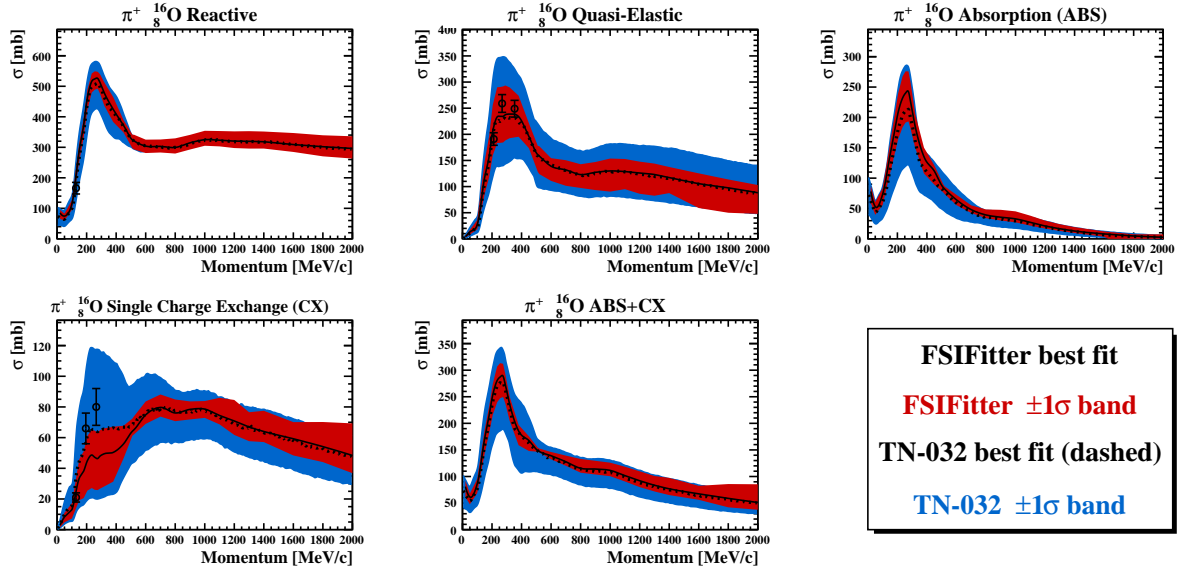 π⁺ ¹⁶₈O Reactive
σ [mb]
600
500
400
300
200
100
0
0 200 400 600 800 1000 1200 1400 1600 1800 2000
Momentum [MeV/c]
π⁺ ¹⁶₈O Quasi-Elastic
σ [mb]
400
350
300
250
200
150
100
50
0
0 200 400 600 800 1000 1200 1400 1600 1800 2000
Momentum [MeV/c]
π⁺ ¹⁶₈O Absorption (ABS)
σ [mb]
300
250
200
150
100
50
0
0 200 400 600 800 1000 1200 1400 1600 1800 2000
Momentum [MeV/c]
π⁺ ¹⁶₈O Single Charge Exchange (CX)
σ [mb]
120
100
80
60
40
20
0
0 200 400 600 800 1000 1200 1400 1600 1800 2000
Momentum [MeV/c]
π⁺ ¹⁶₈O ABS+CX
σ [mb]
350
300
250
200
150
100
50
0
0 200 400 600 800 1000 1200 1400 1600 1800 2000
Momentum [MeV/c]
FSIFitter best fit
FSIFitter ±1σ band
TN-032 best fit (dashed)
TN-032 ±1σ band